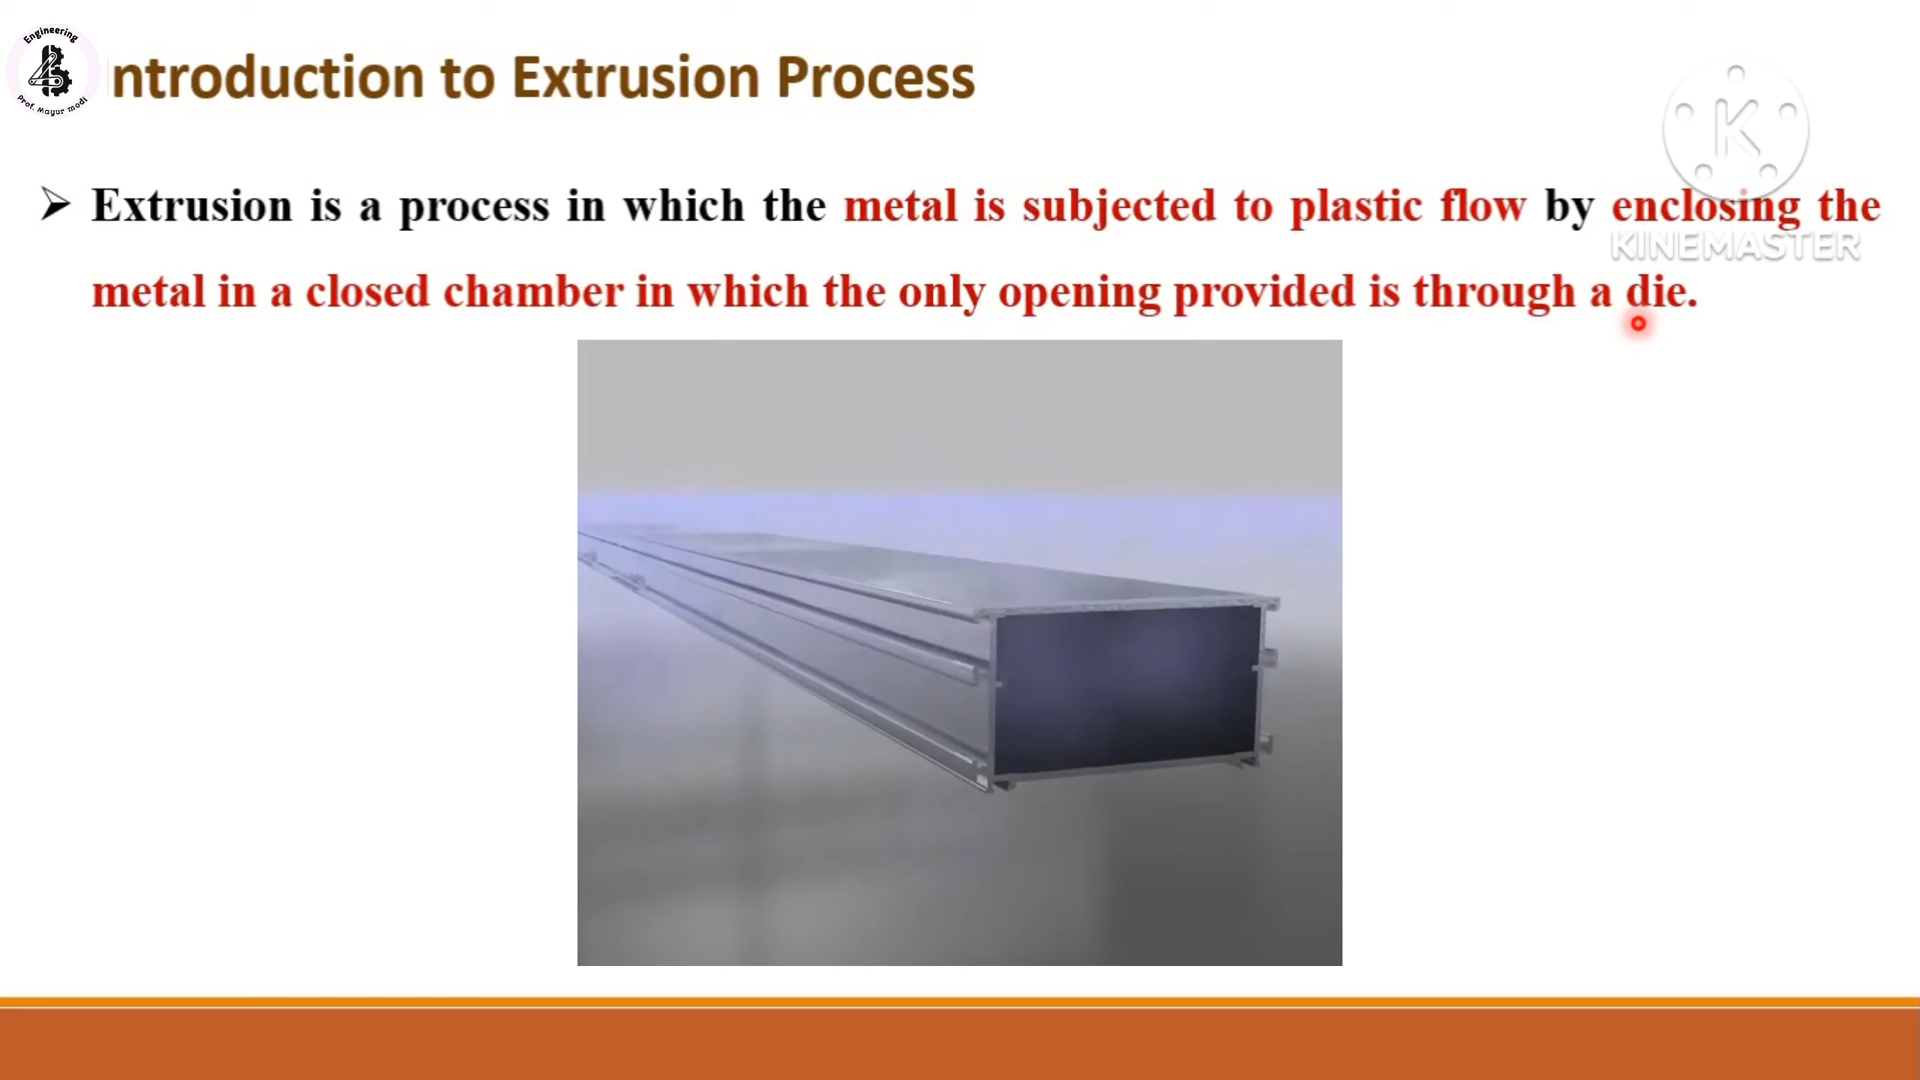 Engineering
Prof. Mayur modi
ntroduction to Extrusion Process
K
KINEMASTER
➢ Extrusion is a process in which the metal is subjected to plastic flow by enclosing the
metal in a closed chamber in which the only opening provided is through a die.